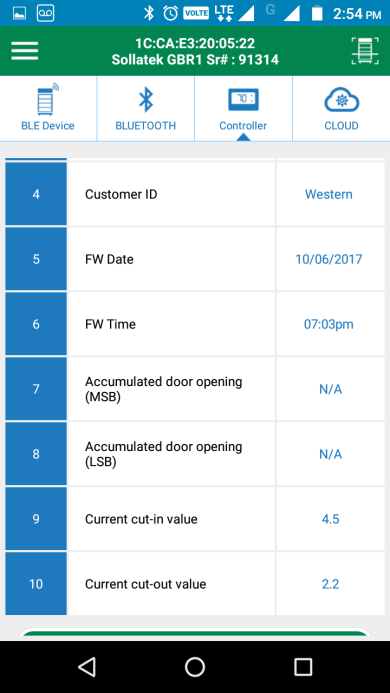 VOLTE LTE G 2:54 PM
1C:CA:E3:20:05:22
Sollatek GBR1 Sr# : 91314
BLE Device BLUETOOTH Controller CLOUD
4 Customer ID Western
5 FW Date 10/06/2017
6 FW Time 07:03pm
7 Accumulated door opening (MSB) N/A
8 Accumulated door opening (LSB) N/A
9 Current cut-in value 4.5
10 Current cut-out value 2.2